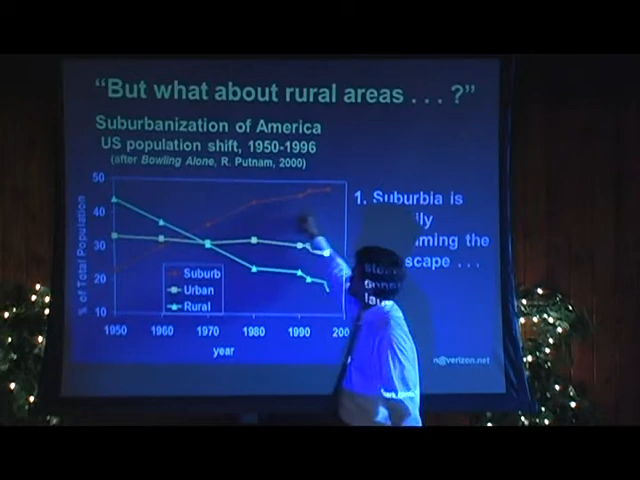 “But what about rural areas . . . ?”
Suburbanization of America
US population shift, 1950-1996
(after Bowling Alone, R. Putnam, 2000)
1. Suburbia is
the
. . .
% of Total Population
50
40
30
20
10
Suburb
Urban
Rural
1950 1960 1970 1980 1990
year
n@verizon.net